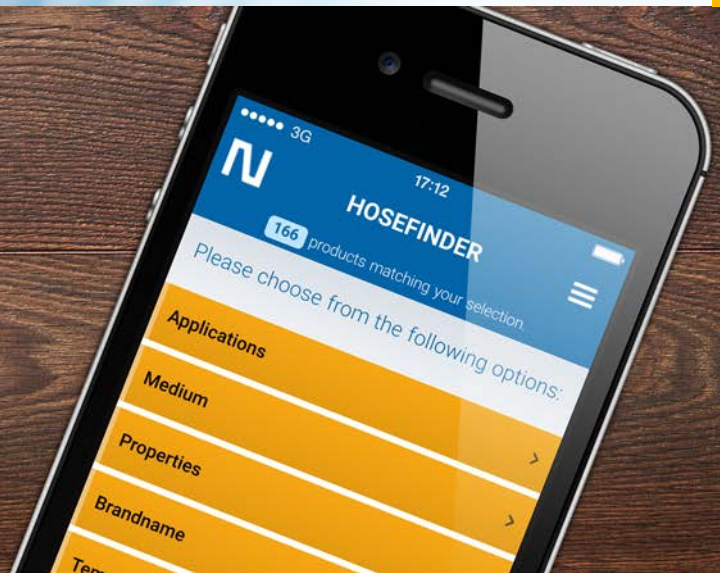 3G
17:12
N
HOSEFINDER
166 products matching your selection.
Please choose from the following options:
Applications
Medium
Properties
Brandname